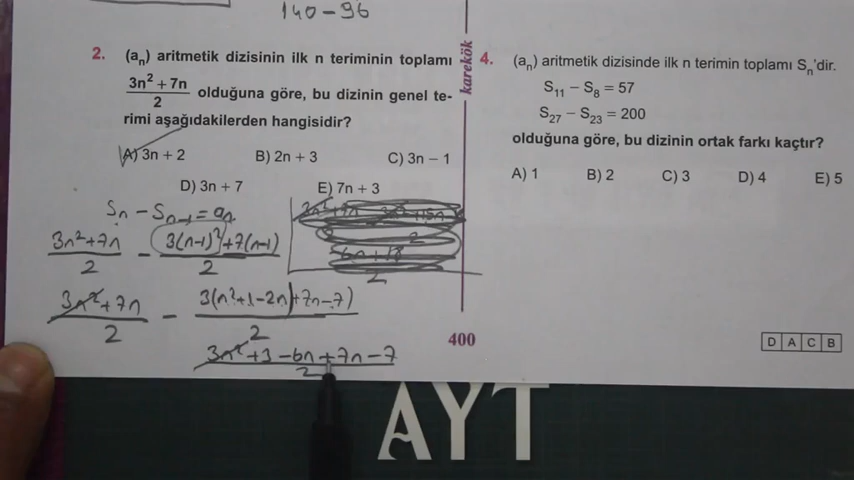 140-96
2. (aₙ) aritmetik dizisinin ilk n teriminin toplamı
3n² + 7n
2
olduğuna göre, bu dizinin genel te-
rimi aşağıdakilerden hangisidir?
A) 3n + 2
B) 2n + 3
C) 3n − 1
D) 3n + 7
E) 7n + 3
Sₙ − Sₙ₋₁ = aₙ
3n²+7n
2
−
3(n-1)²+7(n-1)
2
3n²+7n
2
−
3(n²+1-2n)+7n-7)
2
3n²+3-6n+7n-7
2
karekök
400
4. (aₙ) aritmetik dizisinde ilk n terimin toplamı Sₙ'dir.
S₁₁ − S₈ = 57
S₂₇ − S₂₃ = 200
olduğuna göre, bu dizinin ortak farkı kaçtır?
A) 1
B) 2
C) 3
D) 4
E) 5
D A C B
AYT